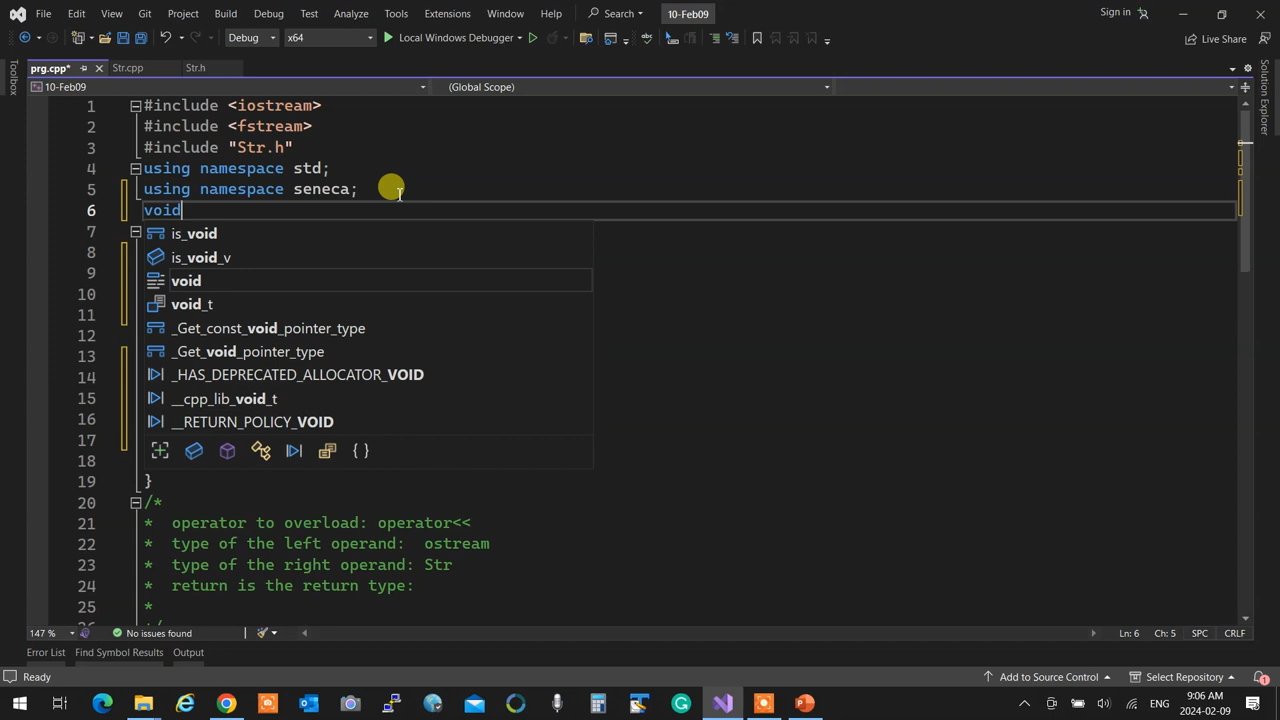 File Edit View Git Project Build Debug Test Analyze Tools Extensions Window Help Search 10-Feb09 Sign in
Debug x64 Local Windows Debugger Live Share
prg.cpp* Str.cpp Str.h
10-Feb09 (Global Scope)
Toolbox
Solution Explorer
1 #include <iostream>
2 #include <fstream>
3 #include "Str.h"
4 using namespace std;
5 using namespace seneca;
6 void
7 is_void
8 is_void_v
9 void
10 void_t
11 _Get_const_void_pointer_type
12 _Get_void_pointer_type
13 _HAS_DEPRECATED_ALLOCATOR_VOID
14 __cpp_lib_void_t
15 __RETURN_POLICY_VOID
16
17
18
19 }
20 /*
21 * operator to overload: operator<<
22 * type of the left operand: ostream
23 * type of the right operand: Str
24 * return is the return type:
25 *
147 % No issues found Ln: 6 Ch: 5 SPC CRLF
Error List Find Symbol Results Output
Ready Add to Source Control Select Repository 1
ENG 9:06 AM
2024-02-09